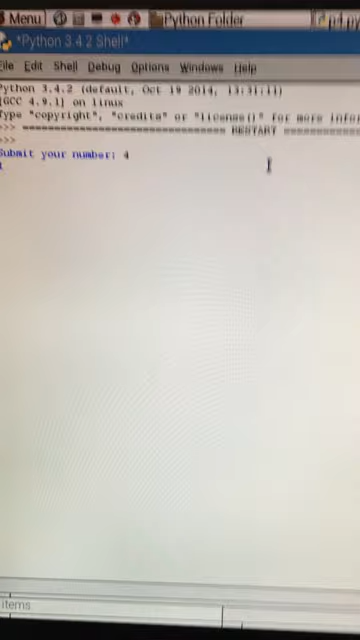 Menu Python Folder
*Python 3.4.2 Shell*
File Edit Shell Debug Options Windows Help
Python 3.4.2 (default, Oct 19 2014, 13:31:11)
[GCC 4.9.1] on linux
Type "copyright", "credits" or "license()" for more infor
>>> ================================ RESTART ============
>>>
Submit your number: 4
items